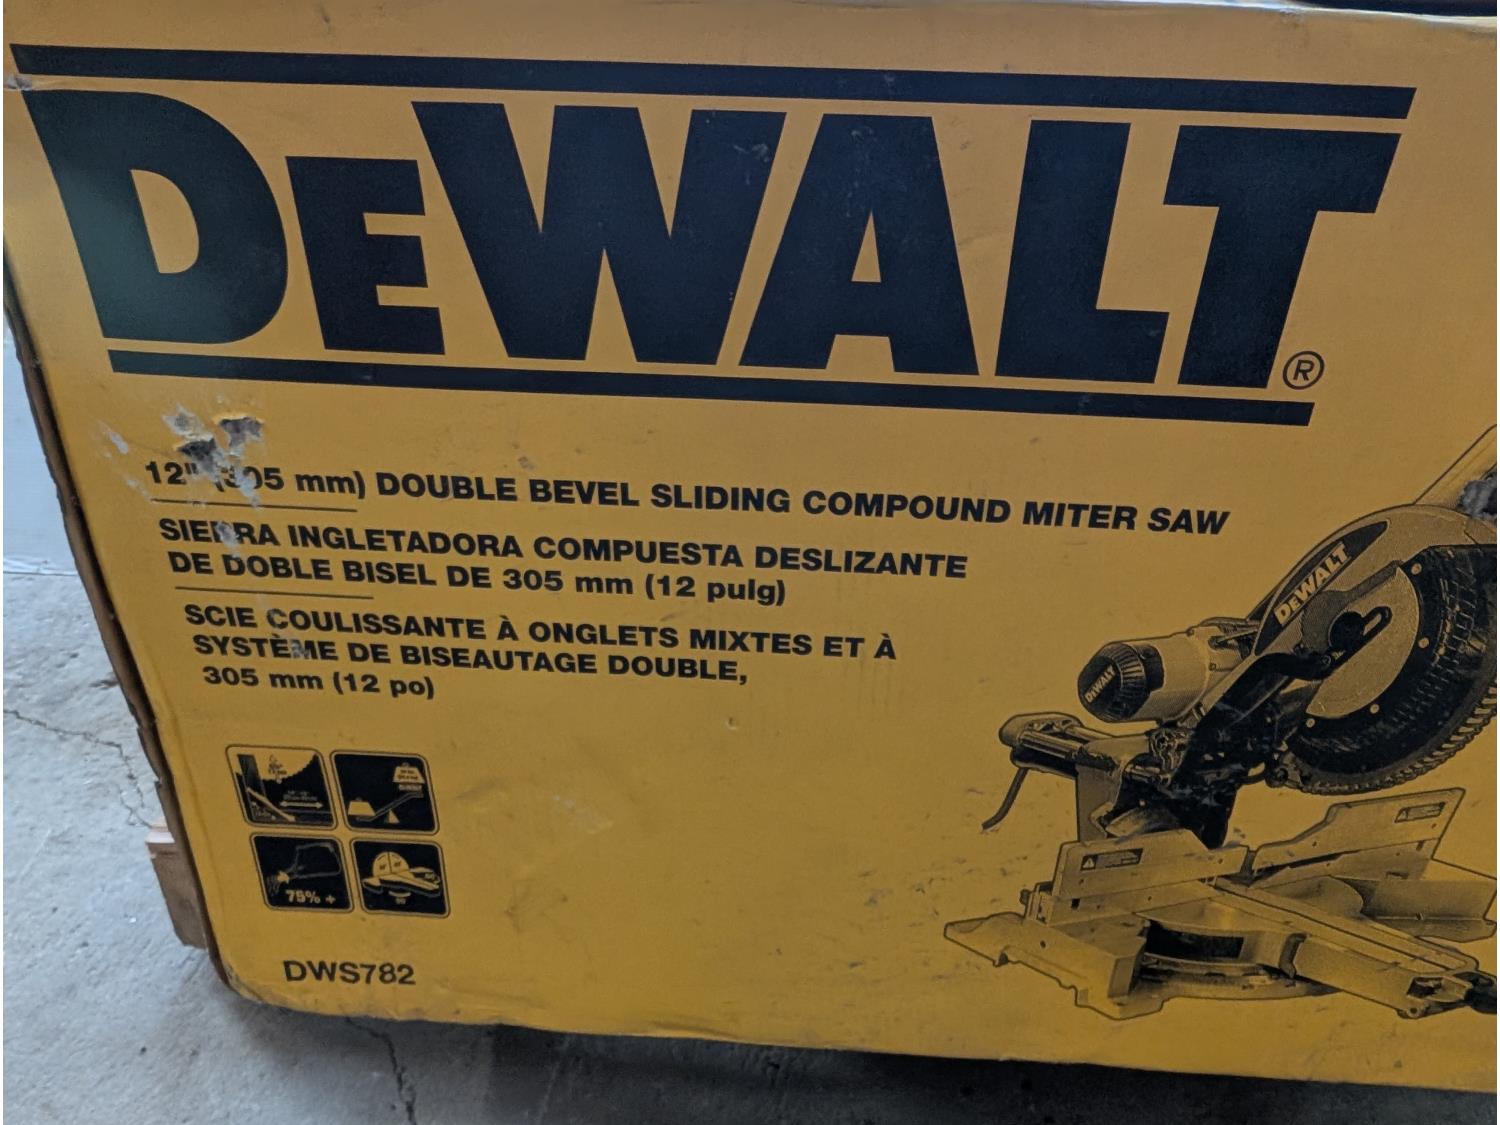 DEWALT®
12" (305 mm) DOUBLE BEVEL SLIDING COMPOUND MITER SAW
SIERRA INGLETADORA COMPUESTA DESLIZANTE
DE DOBLE BISEL DE 305 mm (12 pulg)
SCIE COULISSANTE À ONGLETS MIXTES ET À
SYSTÈME DE BISEAUTAGE DOUBLE,
305 mm (12 po)
75% +
DWS782
DEWALT
DEWALT